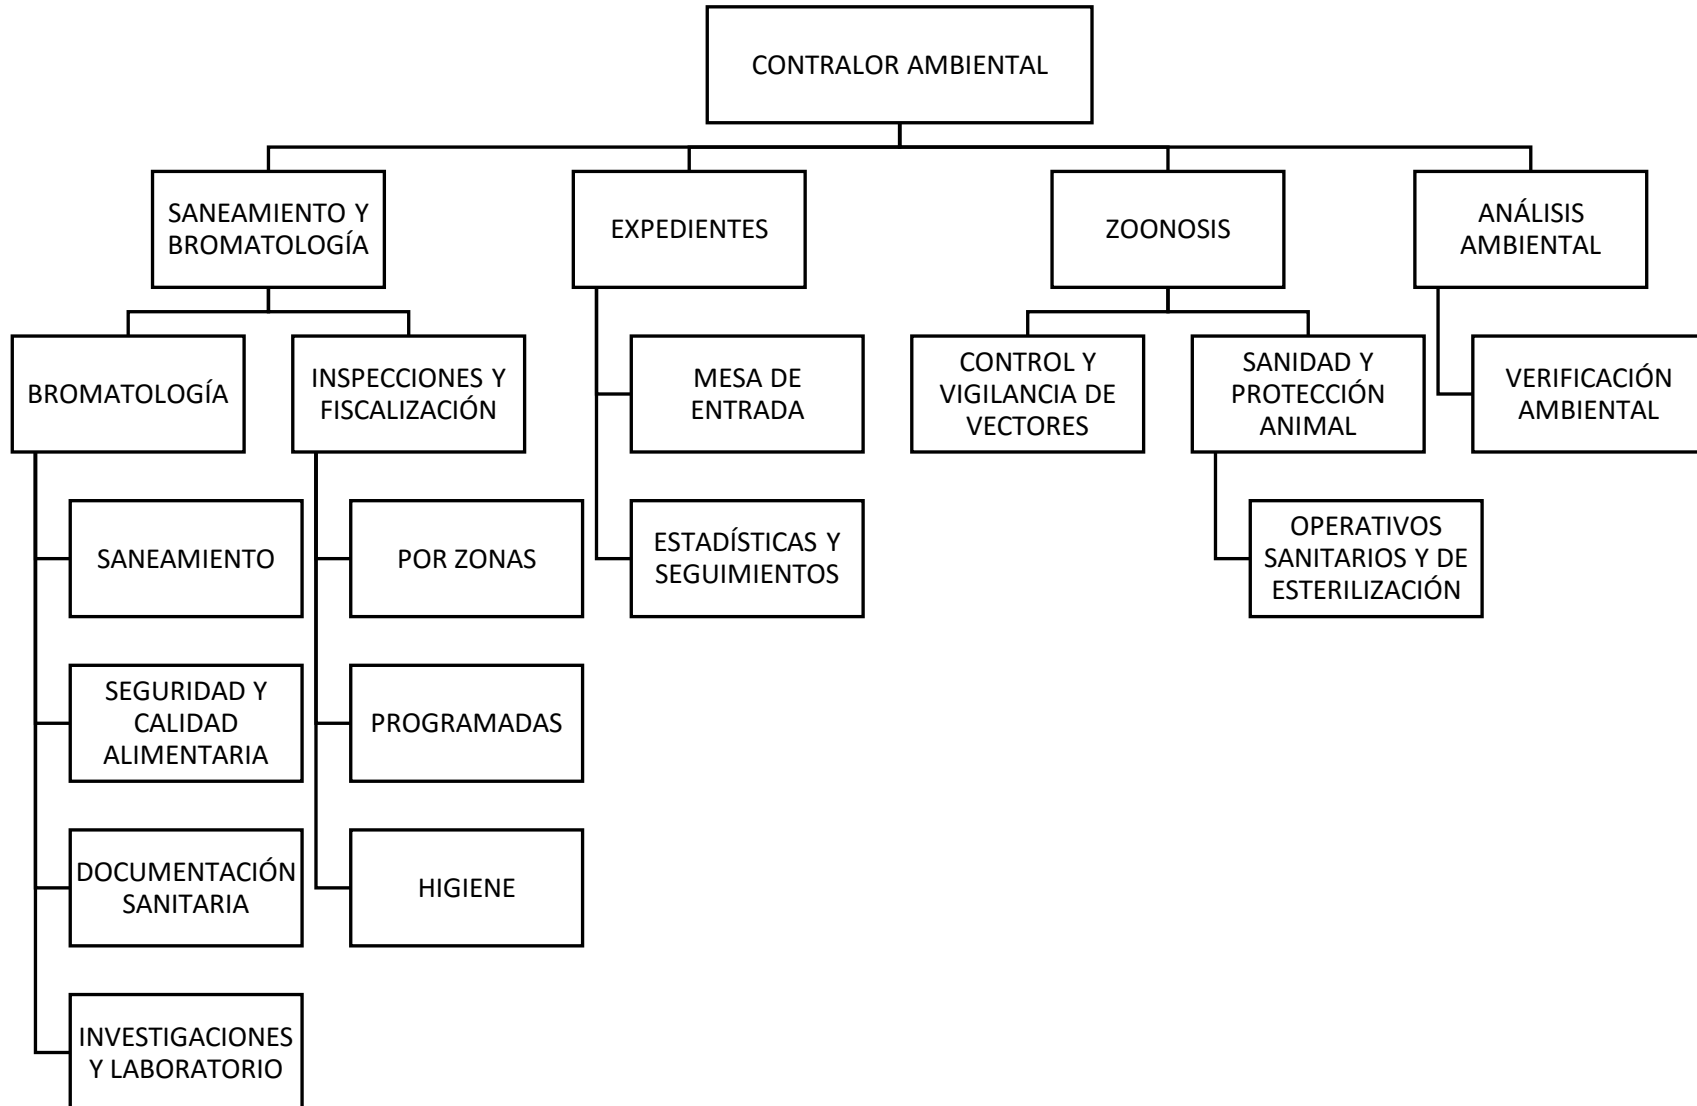 CONTRALOR AMBIENTAL
SANEAMIENTO Y
BROMATOLOGÍA
EXPEDIENTES
ZOONOSIS
ANÁLISIS
AMBIENTAL
BROMATOLOGÍA
INSPECCIONES Y
FISCALIZACIÓN
MESA DE
ENTRADA
CONTROL Y
VIGILANCIA DE
VECTORES
SANIDAD Y
PROTECCIÓN
ANIMAL
VERIFICACIÓN
AMBIENTAL
SANEAMIENTO
POR ZONAS
ESTADÍSTICAS Y
SEGUIMIENTOS
OPERATIVOS
SANITARIOS Y DE
ESTERILIZACIÓN
SEGURIDAD Y
CALIDAD
ALIMENTARIA
PROGRAMADAS
DOCUMENTACIÓN
SANITARIA
HIGIENE
INVESTIGACIONES
Y LABORATORIO